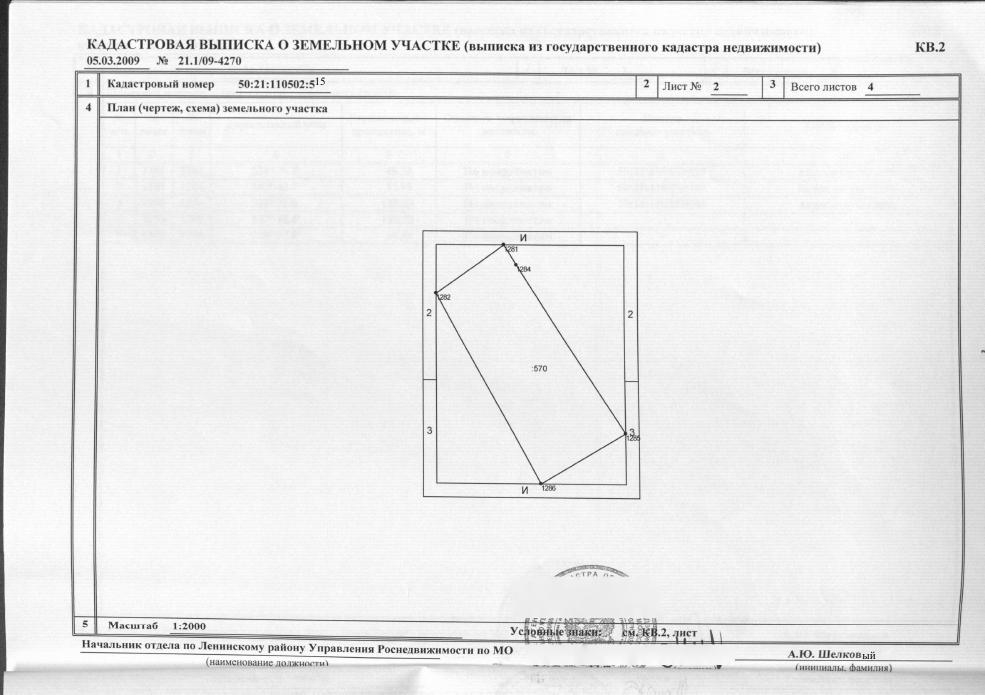 КАДАСТРОВАЯ ВЫПИСКА О ЗЕМЕЛЬНОМ УЧАСТКЕ (выписка из государственного кадастра недвижимости) КВ.2
05.03.2009 № 21.1/09-4270
1 Кадастровый номер 50:21:110502:515 2 Лист № 2 3 Всего листов 4
4 План (чертеж, схема) земельного участка
И
1281
1284
1282
2 2
:570
3 3
1285
1286
И
АСТРА О
5 Масштаб 1:2000
Условные знаки: см. КВ.2, лист
Начальник отдела по Ленинскому району Управления Роснедвижимости по МО А.Ю. Шелковый
(наименование должности) (инициалы, фамилия)